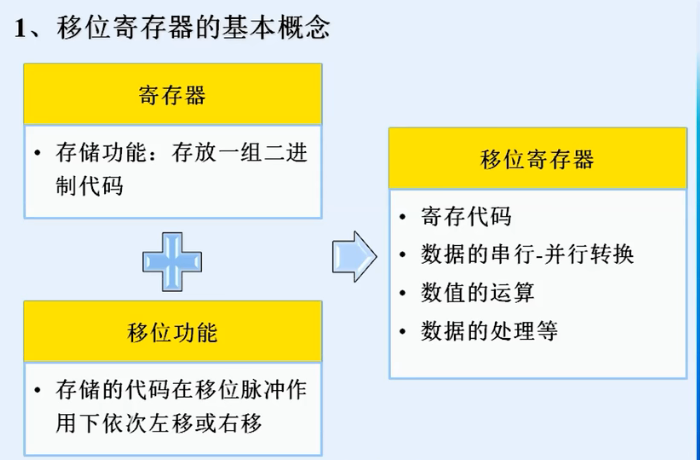 1、移位寄存器的基本概念
寄存器
• 存储功能：存放一组二进
制代码
移位功能
• 存储的代码在移位脉冲作
用下依次左移或右移
移位寄存器
• 寄存代码
• 数据的串行-并行转换
• 数值的运算
• 数据的处理等